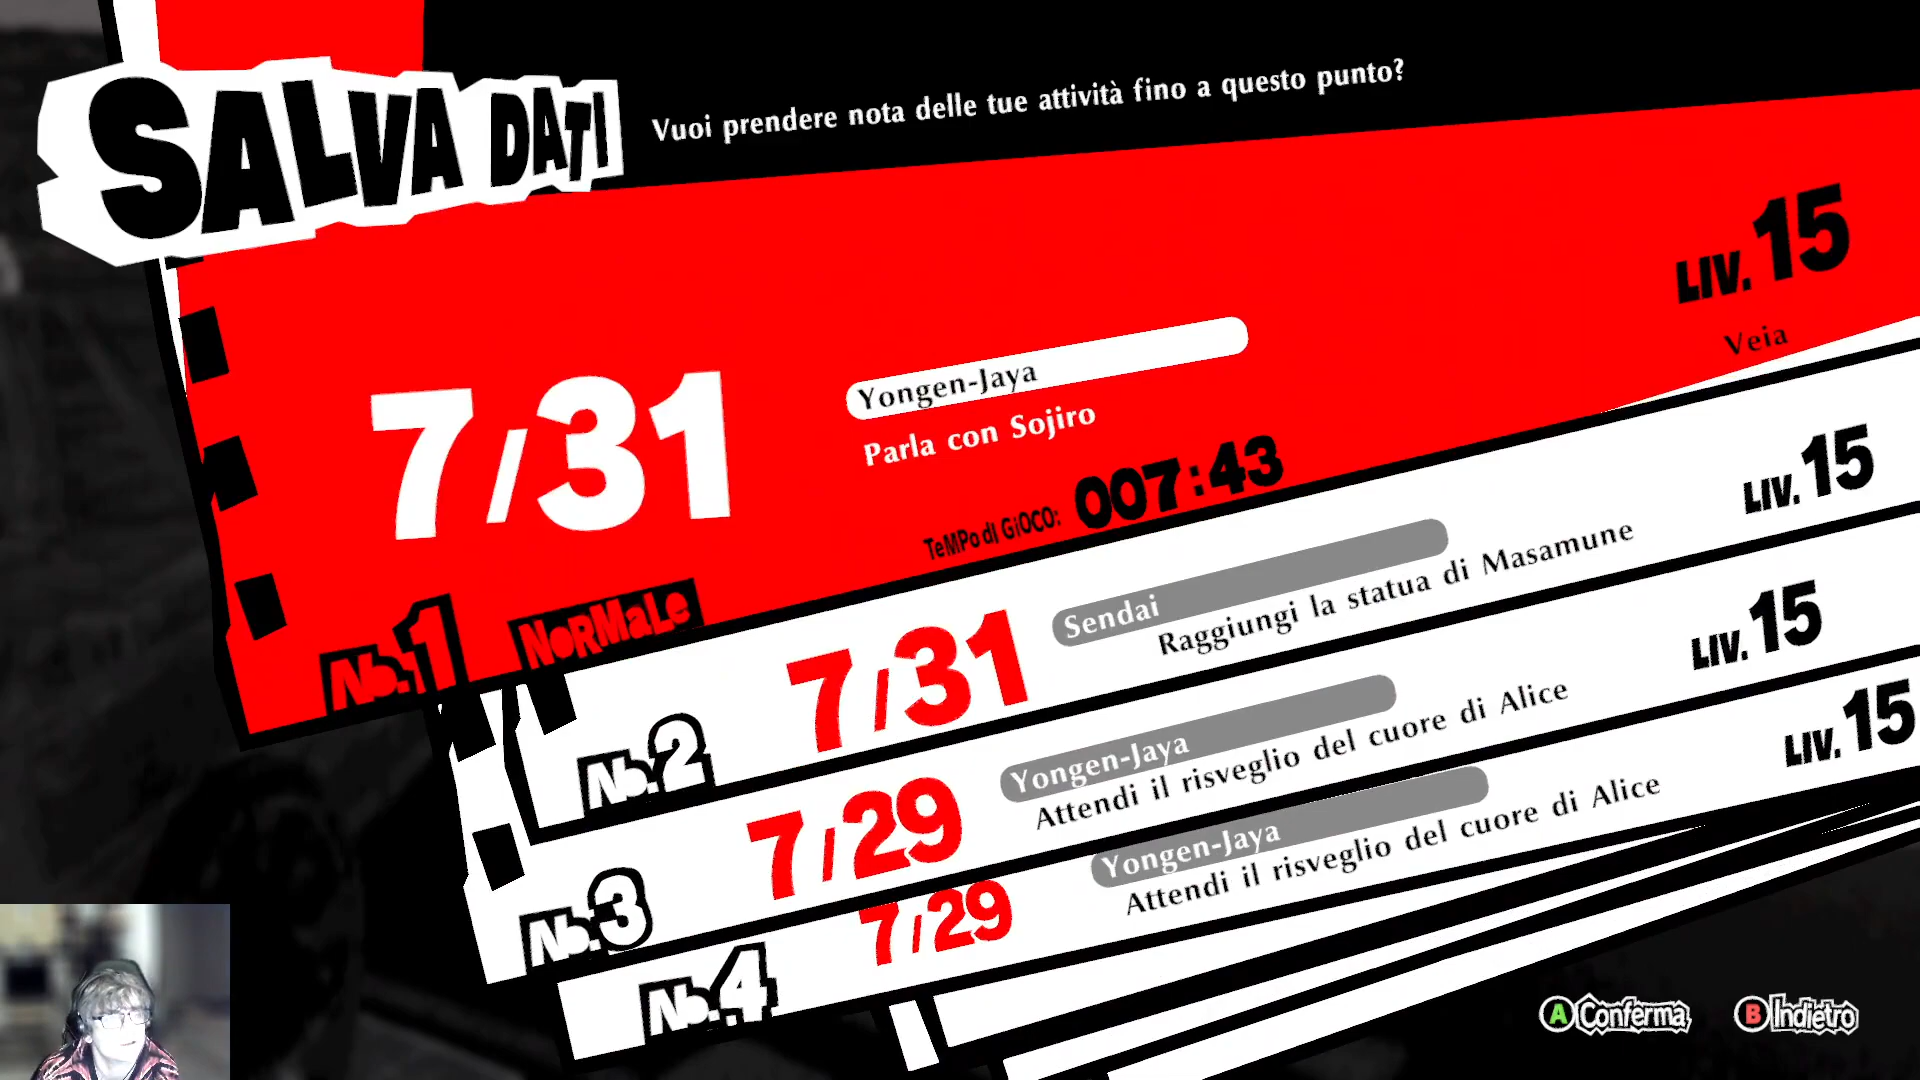 SALVA DATI
Vuoi prendere nota delle tue attività fino a questo punto?
LIV. 15
Veia
7/31
Yongen-Jaya
Parla con Sojiro
TeMPo dI GiOCO: 007:43
No.1 NoRMaLe
No.2 7/31
Sendai
Raggiungi la statua di Masamune
LIV. 15
No.3 7/29
Yongen-Jaya
Attendi il risveglio del cuore di Alice
LIV. 15
No.4 7/29
Yongen-Jaya
Attendi il risveglio del cuore di Alice
LIV. 15
A Conferma B Indietro